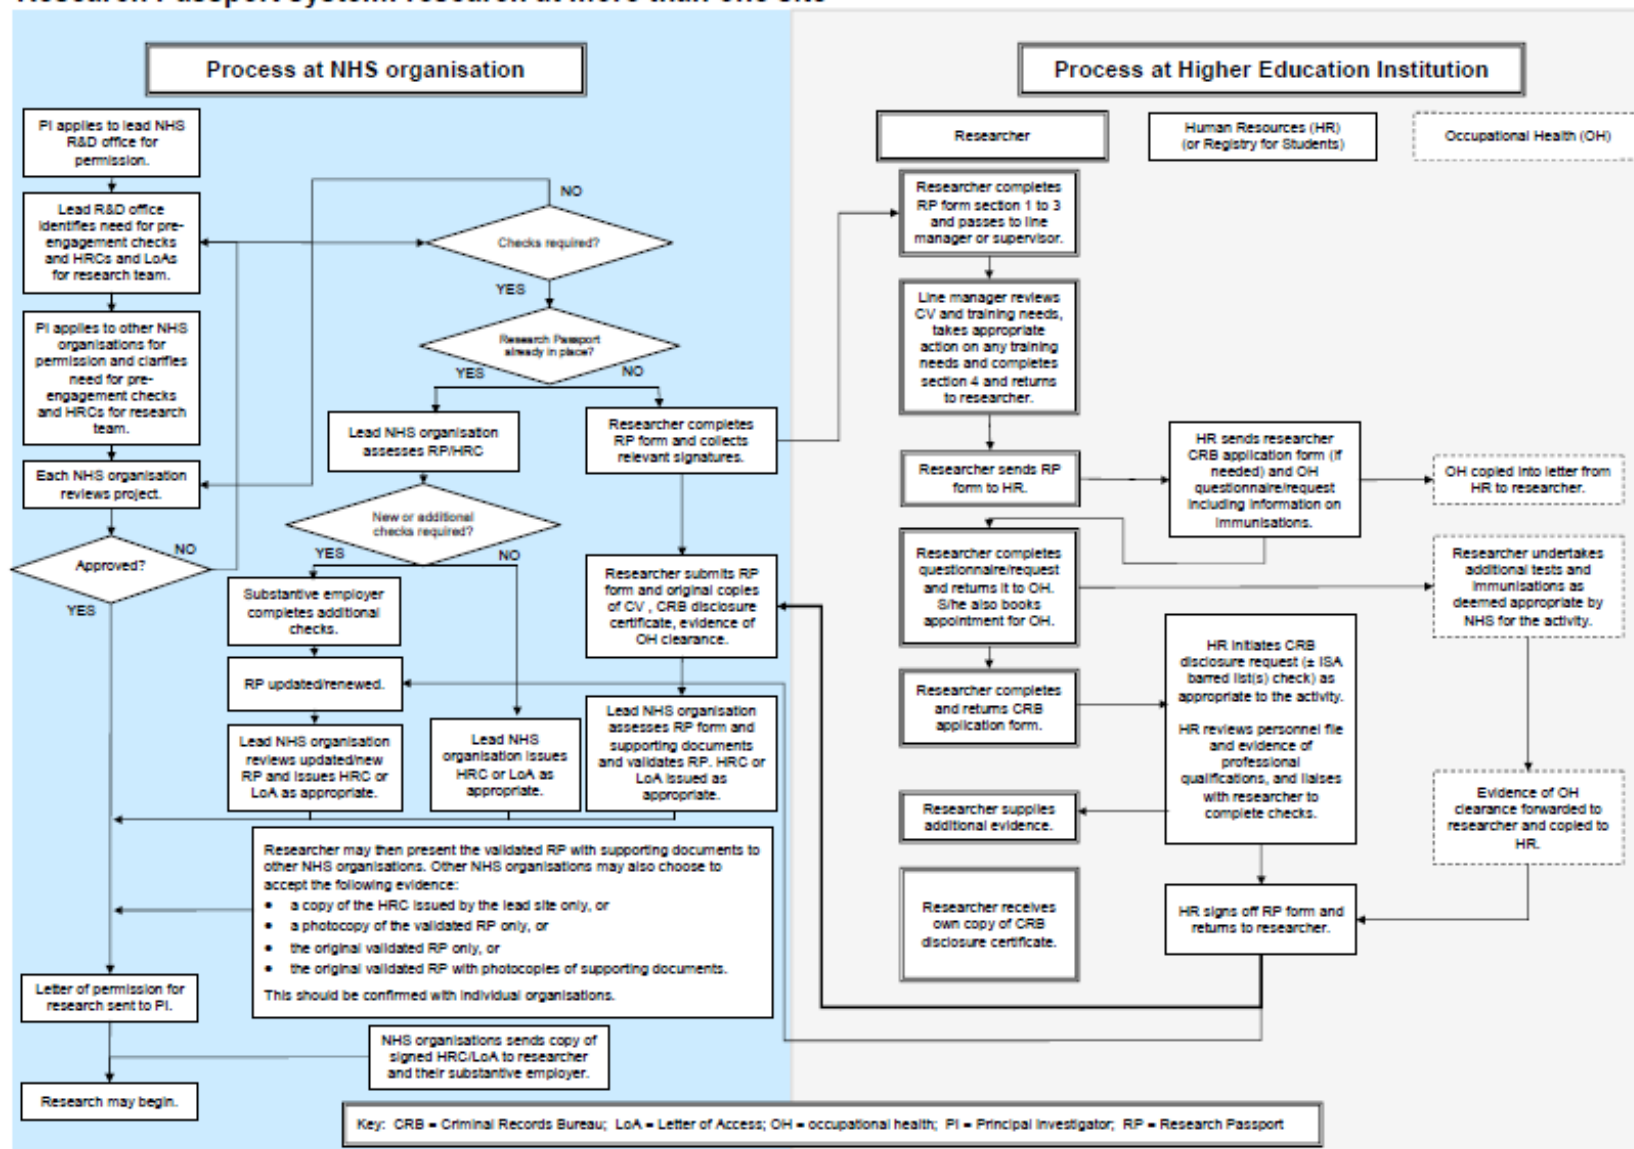 Research Passport system: research at more than one site
Process at NHS organisation
PI applies to lead NHS
R&D office for
permission.
Lead R&D office
identifies need for pre-
engagement checks
and HRCs and LoAs
for research team.
PI applies to other NHS
organisations for
permission and clarifies
need for pre-
engagement checks
and HRCs for research
team.
Each NHS organisation
reviews project.
Approved?
NO
YES
Letter of permission for
research sent to PI.
Research may begin.
NO
Checks required?
YES
Research Passport
already in place?
YES
NO
Lead NHS organisation
assesses RP/HRC
New or additional
checks required?
YES
NO
Substantive employer
completes additional
checks.
RP updated/renewed.
Lead NHS organisation
reviews updated/new
RP and issues HRC or
LoA as appropriate.
Lead NHS
organisation issues
HRC or LoA as
appropriate.
Researcher completes
RP form and collects
relevant signatures.
Researcher submits RP
form and original copies
of CV , CRB disclosure
certificate, evidence of
OH clearance.
Lead NHS organisation
assesses RP form and
supporting documents
and validates RP. HRC or
LoA issued as
appropriate.
Researcher may then present the validated RP with supporting documents to
other NHS organisations. Other NHS organisations may also choose to
accept the following evidence:
• a copy of the HRC issued by the lead site only, or
• a photocopy of the validated RP only, or
• the original validated RP only, or
• the original validated RP with photocopies of supporting documents.
This should be confirmed with individual organisations.
NHS organisations sends copy of
signed HRC/LoA to researcher
and their substantive employer.
Process at Higher Education Institution
Researcher
Human Resources (HR)
(or Registry for Students)
Occupational Health (OH)
Researcher completes
RP form section 1 to 3
and passes to line
manager or supervisor.
Line manager reviews
CV and training needs,
takes appropriate
action on any training
needs and completes
section 4 and returns
to researcher.
Researcher sends RP
form to HR.
HR sends researcher
CRB application form (if
needed) and OH
questionnaire/request
including information on
immunisations.
OH copied into letter from
HR to researcher.
Researcher completes
questionnaire/request
and returns it to OH.
S/he also books
appointment for OH.
Researcher undertakes
additional tests and
immunisations as
deemed appropriate by
NHS for the activity.
Researcher completes
and returns CRB
application form.
HR initiates CRB
disclosure request (± ISA
barred list(s) check) as
appropriate to the activity.
HR reviews personnel file
and evidence of
professional
qualifications, and liaises
with researcher to
complete checks.
Researcher supplies
additional evidence.
Evidence of OH
clearance forwarded to
researcher and copied to
HR.
Researcher receives
own copy of CRB
disclosure certificate.
HR signs off RP form and
returns to researcher.
Key: CRB = Criminal Records Bureau; LoA = Letter of Access; OH = occupational health; PI = Principal Investigator; RP = Research Passport